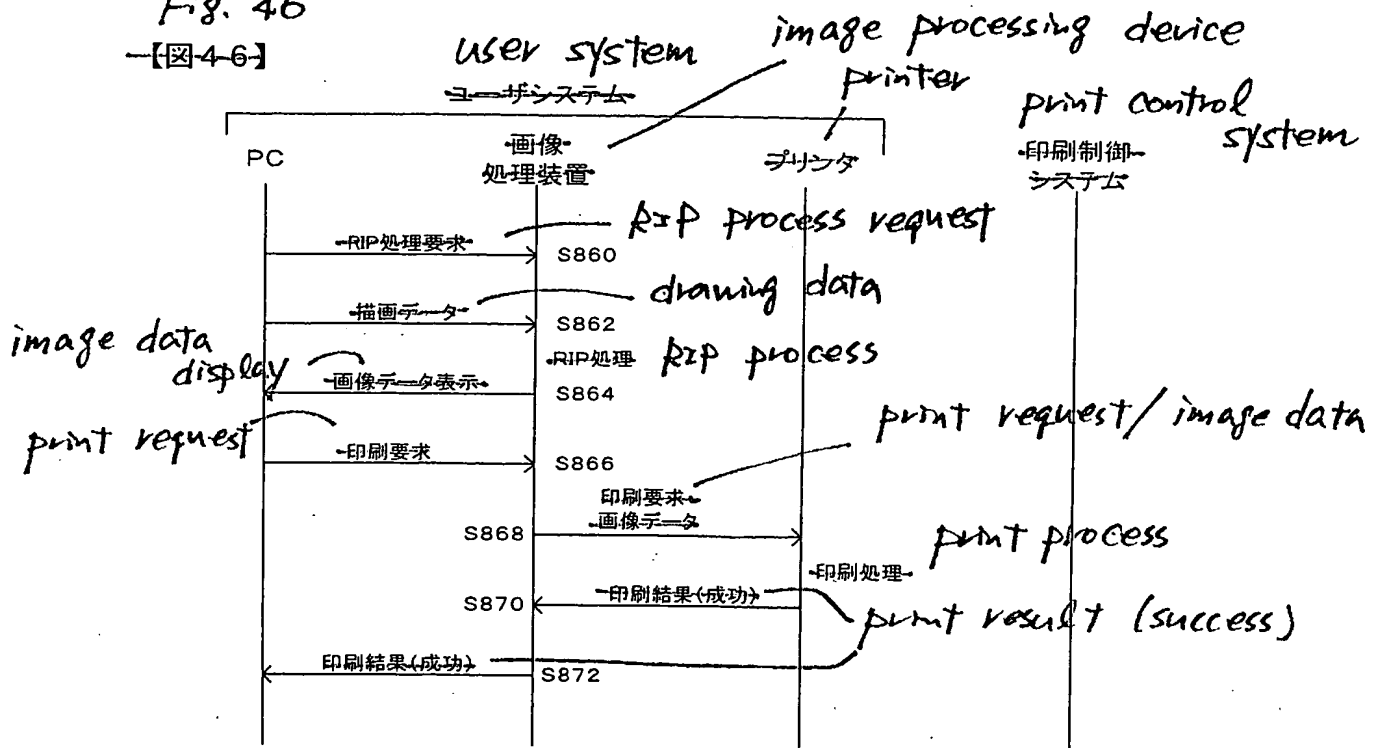 Fig. 46
【図46】
user system
image processing device
ユーザシステム
printer
print control
system
PC
画像
処理装置
プリンタ
印刷制御
システム
RIP処理要求
RIP process request
S860
描画データ
drawing data
S862
image data
display
RIP処理
RIP process
画像データ表示
S864
print request
print request/image data
印刷要求
S866
印刷要求
画像データ
S868
print process
印刷処理
印刷結果(成功)
S870
print result (success)
印刷結果(成功)
S872